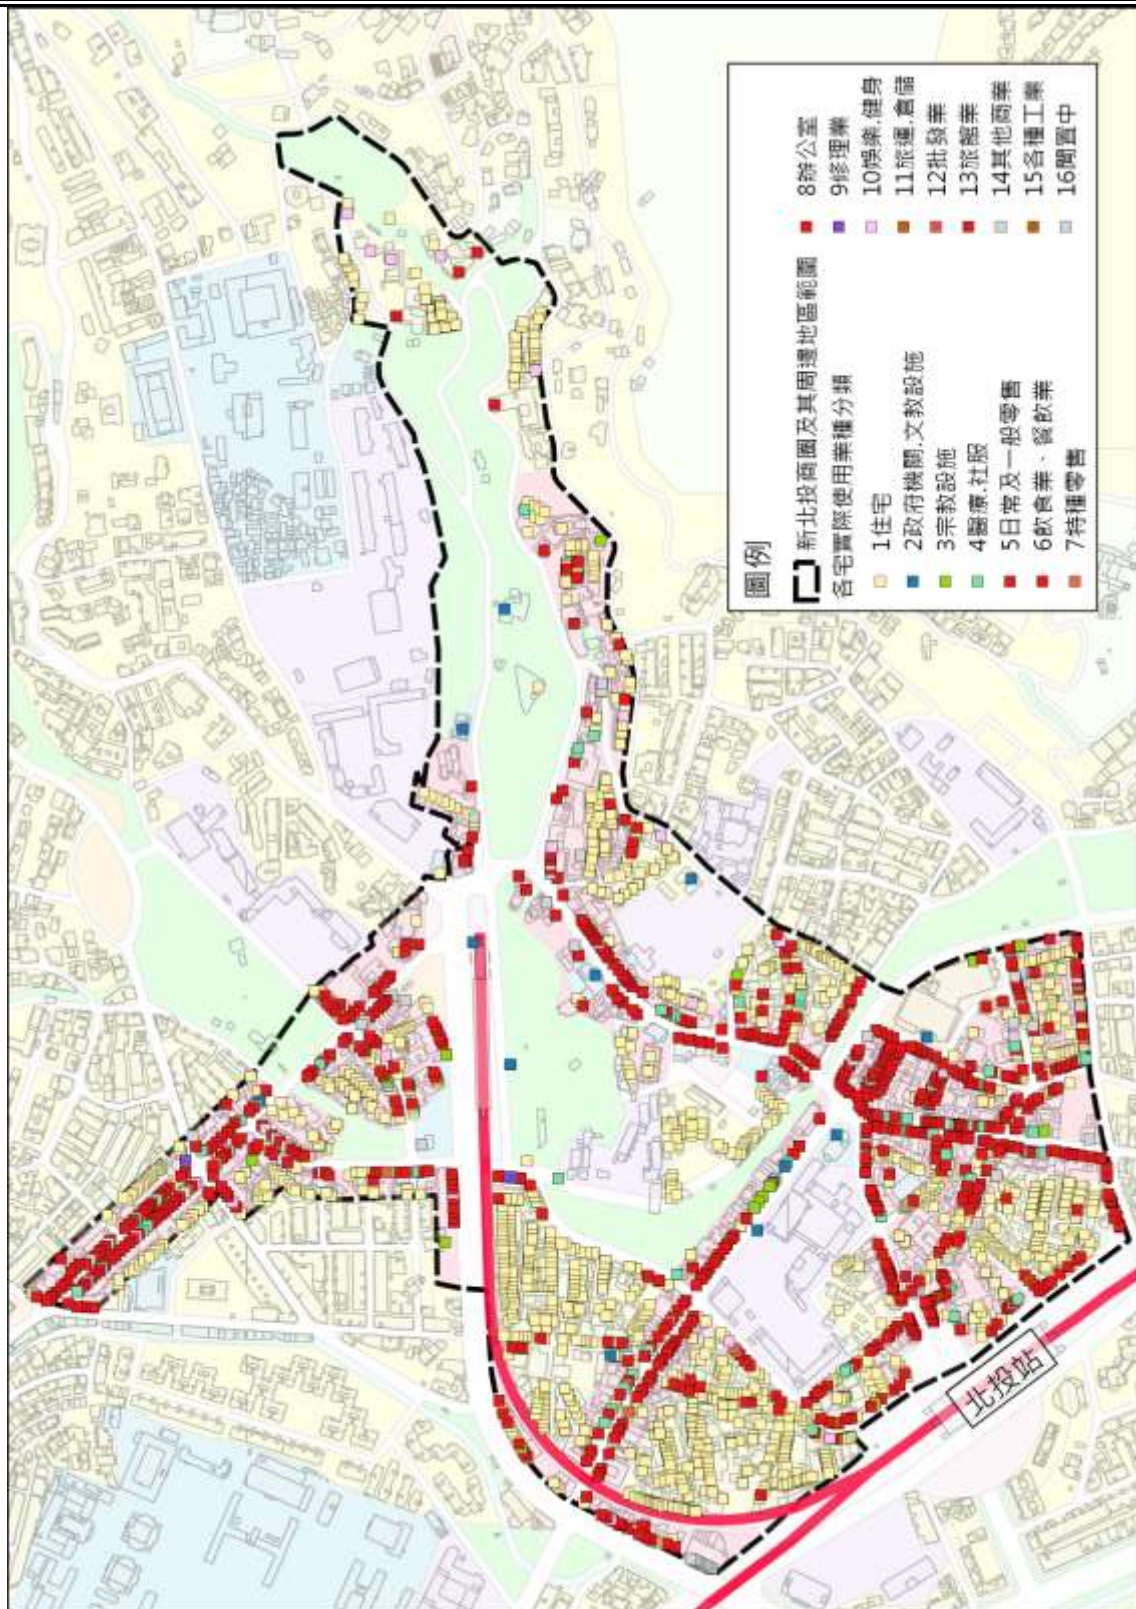 圖例
新北投商圈及其周邊地區範圍
各宅實際使用業種分類
1住宅
2政府機關.文教設施
3宗教設施
4醫療.社服
5日常及一般零售
6飲食業、餐飲業
7特種零售
8辦公室
9修理業
10娛樂.健身
11旅運.倉儲
12批發業
13旅館業
14其他商業
15各種工業
16閒置中
北投站